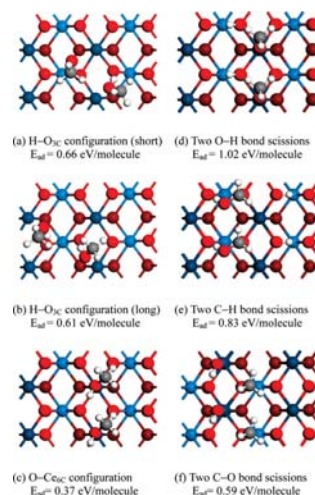 (a) H–O3C configuration (short)
Ead = 0.66 eV/molecule
(d) Two O–H bond scissions
Ead = 1.02 eV/molecule
(b) H–O3C configuration (long)
Ead = 0.61 eV/molecule
(e) Two C–H bond scissions
Ead = 0.83 eV/molecule
(c) O–Ce6C configuration
Ead = 0.37 eV/molecule
(f) Two C–O bond scissions
Ead = 0.59 eV/molecule